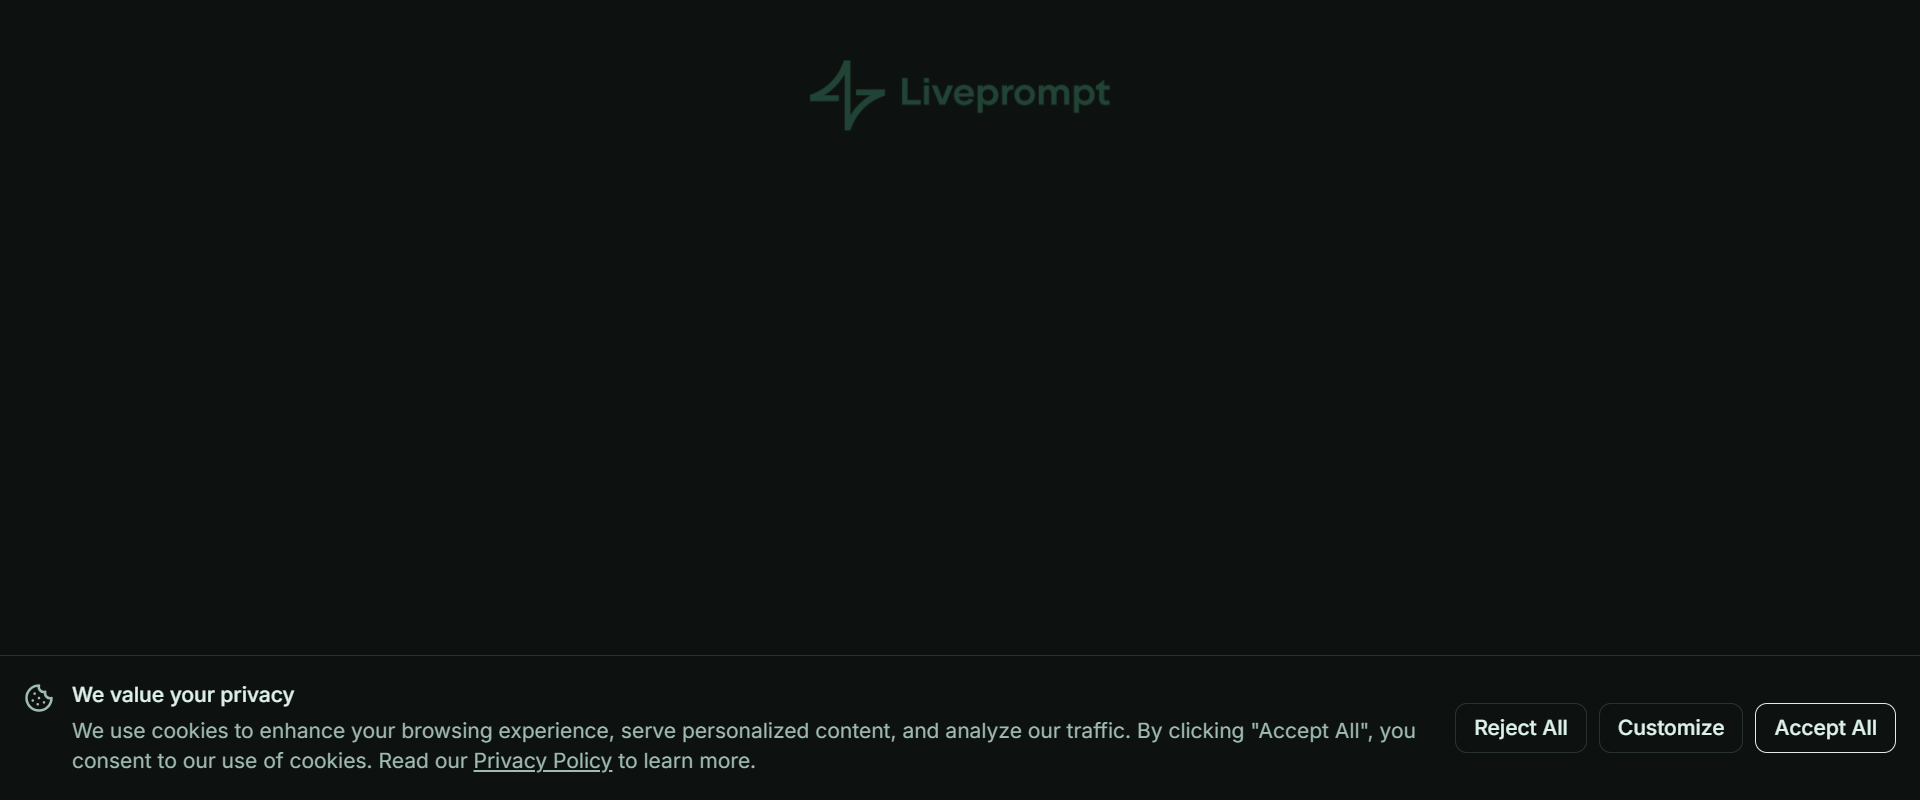 Liveprompt
We value your privacy
We use cookies to enhance your browsing experience, serve personalized content, and analyze our traffic. By clicking "Accept All", you
consent to our use of cookies. Read our Privacy Policy to learn more.
Reject All
Customize
Accept All